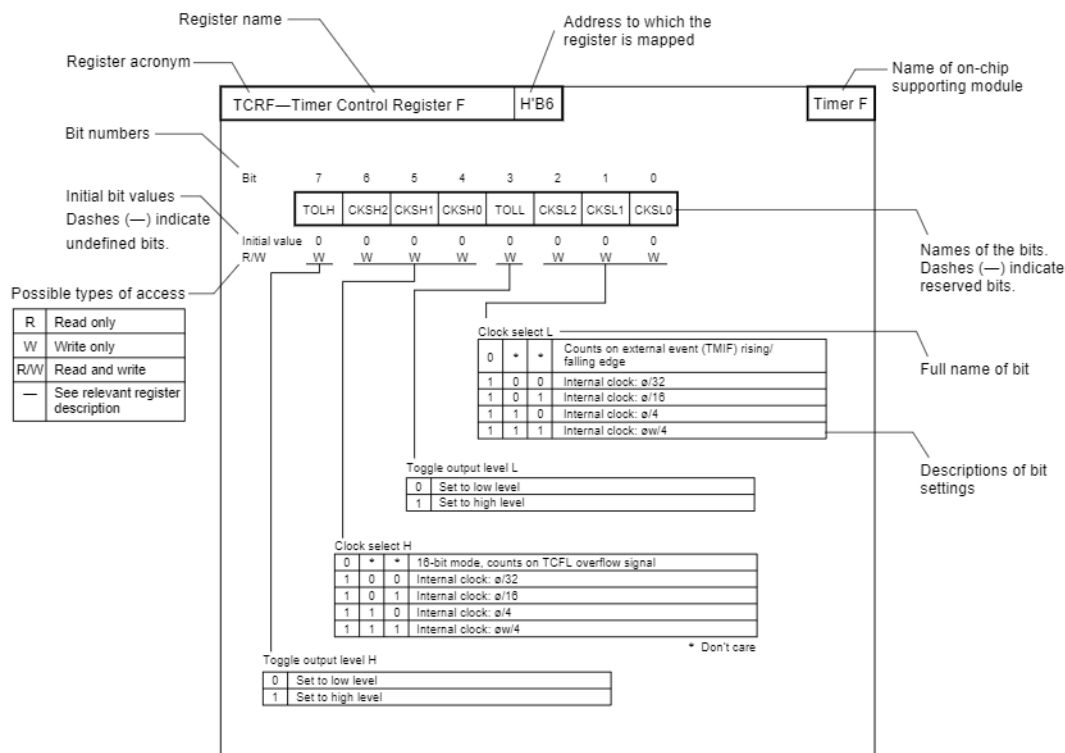 Register name
Address to which the
register is mapped
Register acronym
Name of on-chip
supporting module
TCRF—Timer Control Register F
H'B6
Timer F
Bit numbers
Bit 7 6 5 4 3 2 1 0
Initial bit values
Dashes (—) indicate
undefined bits.
TOLH CKSH2 CKSH1 CKSH0 TOLL CKSL2 CKSL1 CKSL0
Initial value 0 0 0 0 0 0 0 0
R/W W W W W W W W W
Names of the bits.
Dashes (—) indicate
reserved bits.
Possible types of access
R Read only
W Write only
R/W Read and write
— See relevant register
description
Clock select L
0 * * Counts on external event (TMIF) rising/
falling edge
1 0 0 Internal clock: ø/32
1 0 1 Internal clock: ø/16
1 1 0 Internal clock: ø/4
1 1 1 Internal clock: øw/4
Full name of bit
Descriptions of bit
settings
Toggle output level L
0 Set to low level
1 Set to high level
Clock select H
0 * * 16-bit mode, counts on TCFL overflow signal
1 0 0 Internal clock: ø/32
1 0 1 Internal clock: ø/16
1 1 0 Internal clock: ø/4
1 1 1 Internal clock: øw/4
* Don't care
Toggle output level H
0 Set to low level
1 Set to high level